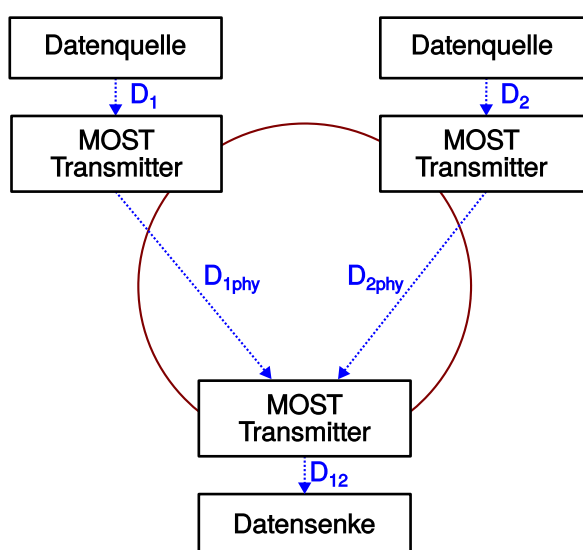 Datenquelle
Datenquelle
D1
D2
MOST
Transmitter
MOST
Transmitter
D1phy
D2phy
MOST
Transmitter
D12
Datensenke